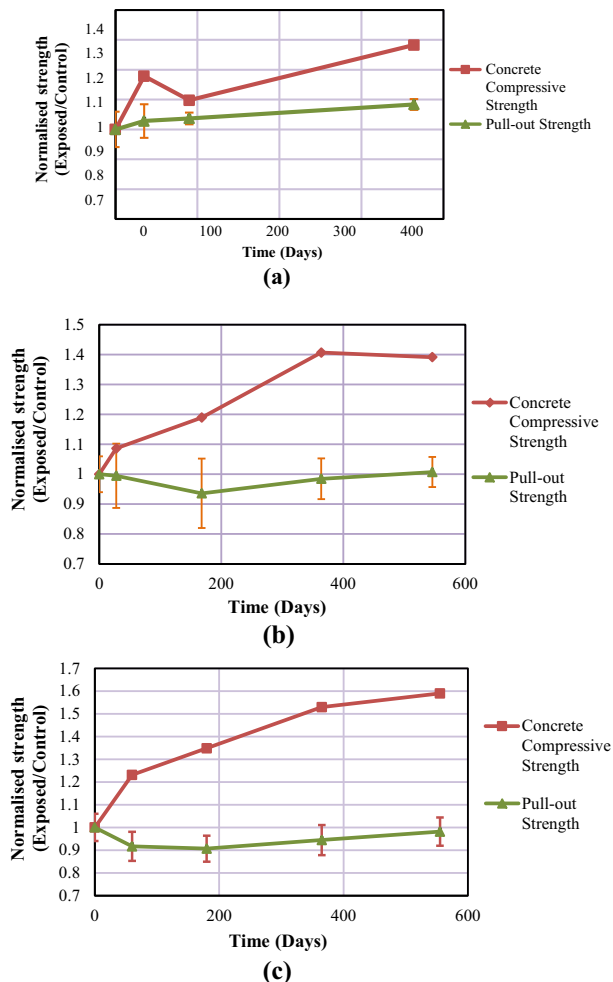 1.4
1.3
1.2
1.1
1
0.9
0.8
0.7
Normalised strength
(Exposed/Control)
Concrete
Compressive
Strength
Pull-out Strength
0 100 200 300 400
Time (Days)
(a)
1.5
1.4
1.3
1.2
1.1
1
0.9
0.8
0.7
Normalised strength
(Exposed/Control)
Concrete
Compressive
Strength
Pull-out
Strength
0 200 400 600
Time (Days)
(b)
1.7
1.6
1.5
1.4
1.3
1.2
1.1
1
0.9
0.8
0.7
Normalised strength
(Exposed/Control)
Concrete
Compressive
Strength
Pull-out
Strength
0 200 400 600
Time (Days)
(c)